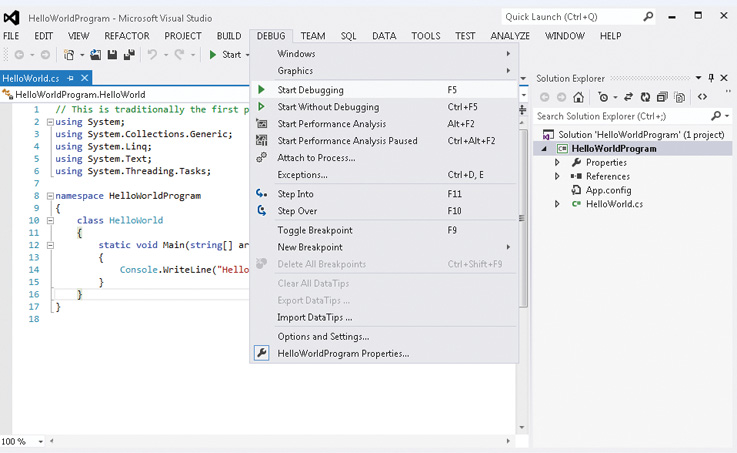 HelloWorldProgram - Microsoft Visual Studio
Quick Launch (Ctrl+Q)
FILE EDIT VIEW REFACTOR PROJECT BUILD DEBUG TEAM SQL DATA TOOLS TEST ANALYZE WINDOW HELP
Start
HelloWorld.cs
HelloWorldProgram.HelloWorld
1 // This is traditionally the first p
2 using System;
3 using System.Collections.Generic;
4 using System.Linq;
5 using System.Text;
6 using System.Threading.Tasks;
7
8 namespace HelloWorldProgram
9 {
10 class HelloWorld
11 {
12 static void Main(string[] ar
13 {
14 Console.WriteLine("Hello
15 }
16 }
17 }
18
100 %
Windows
Graphics
Start Debugging F5
Start Without Debugging Ctrl+F5
Start Performance Analysis Alt+F2
Start Performance Analysis Paused Ctrl+Alt+F2
Attach to Process...
Exceptions... Ctrl+D, E
Step Into F11
Step Over F10
Toggle Breakpoint F9
New Breakpoint
Delete All Breakpoints Ctrl+Shift+F9
Clear All DataTips
Export DataTips ...
Import DataTips ...
Options and Settings...
HelloWorldProgram Properties...
Solution Explorer
Search Solution Explorer (Ctrl+;)
Solution 'HelloWorldProgram' (1 project)
C# HelloWorldProgram
Properties
References
App.config
C# HelloWorld.cs